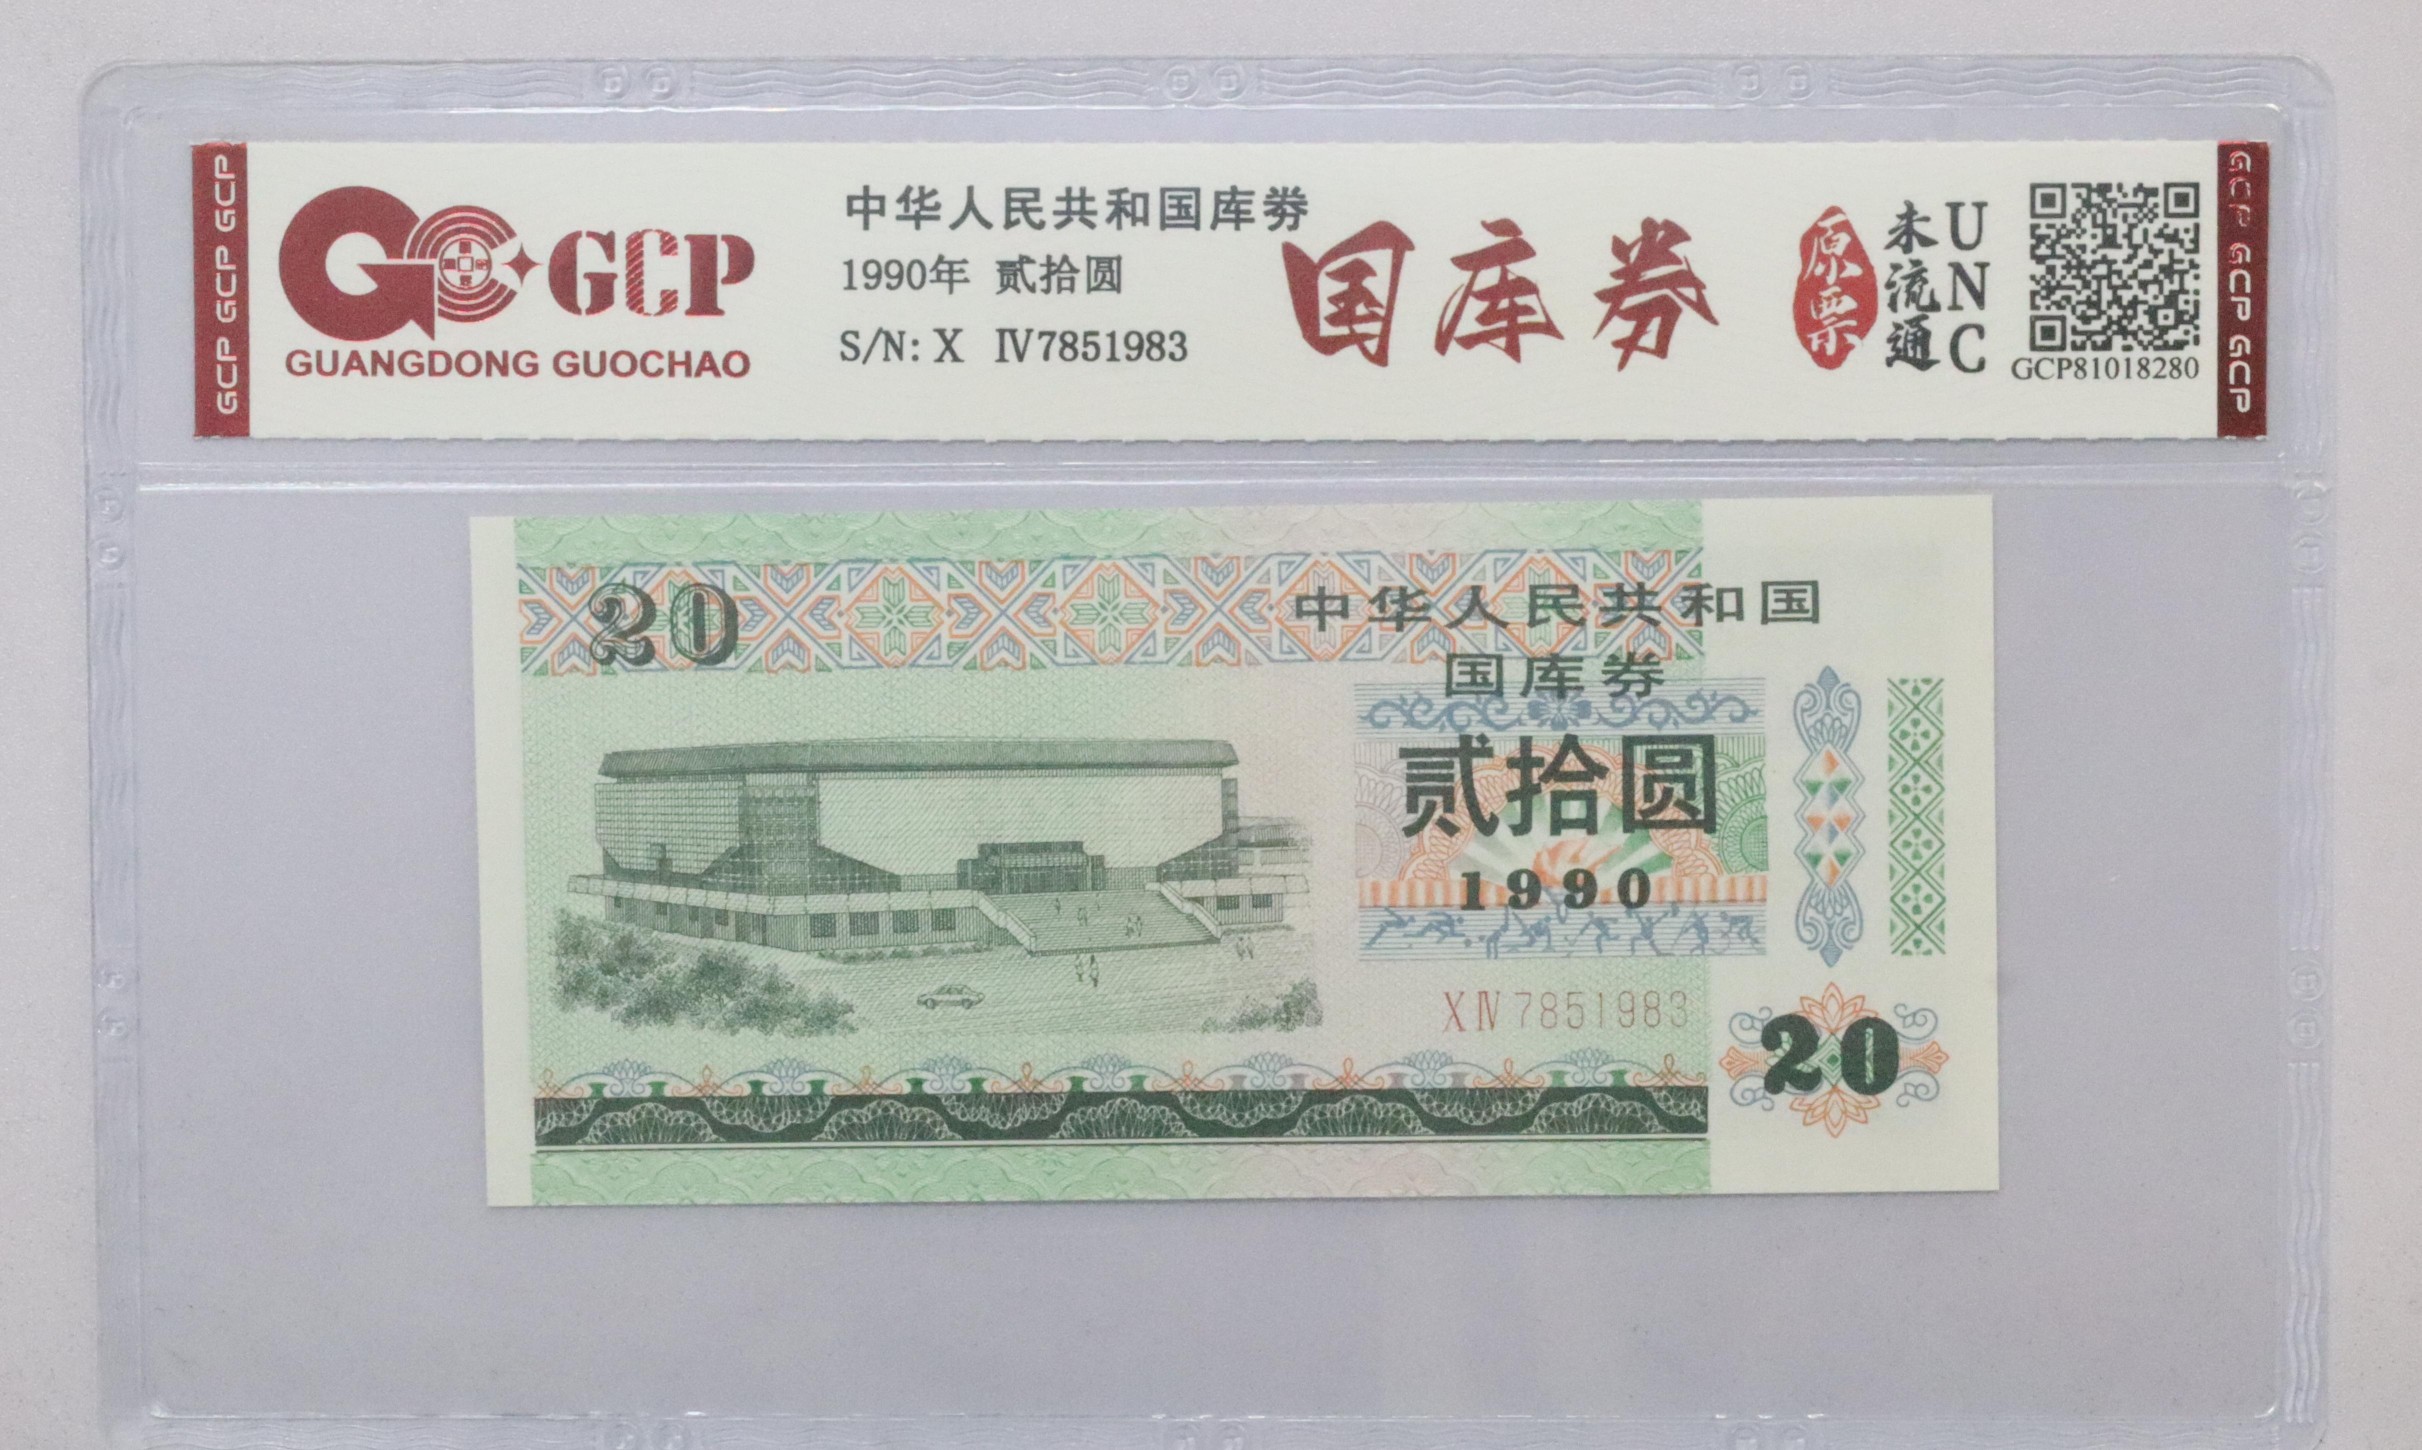 GCP GCP GCP
GCP
GUANGDONG GUOCHAO
中华人民共和国库券
1990年 贰拾圆
S/N: X Ⅳ7851983
国库券
原票
未流通
UNC
GCP81018280
GCP GCP GCP
20
中华人民共和国
国库券
贰拾圆
1990
XⅣ7851983
20